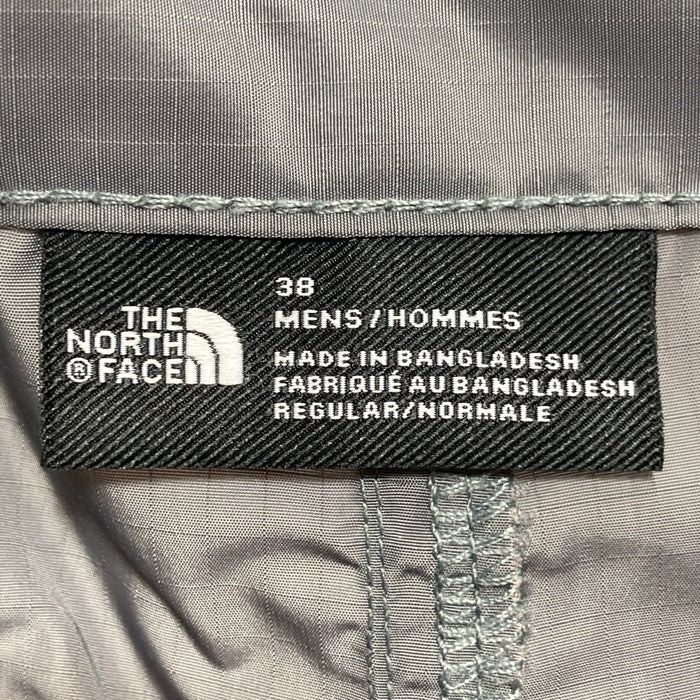 THE
NORTH
® FACE
38
MENS/HOMMES
MADE IN BANGLADESH
FABRIQUÉ AU BANGLADESH
REGULAR/NORMALE